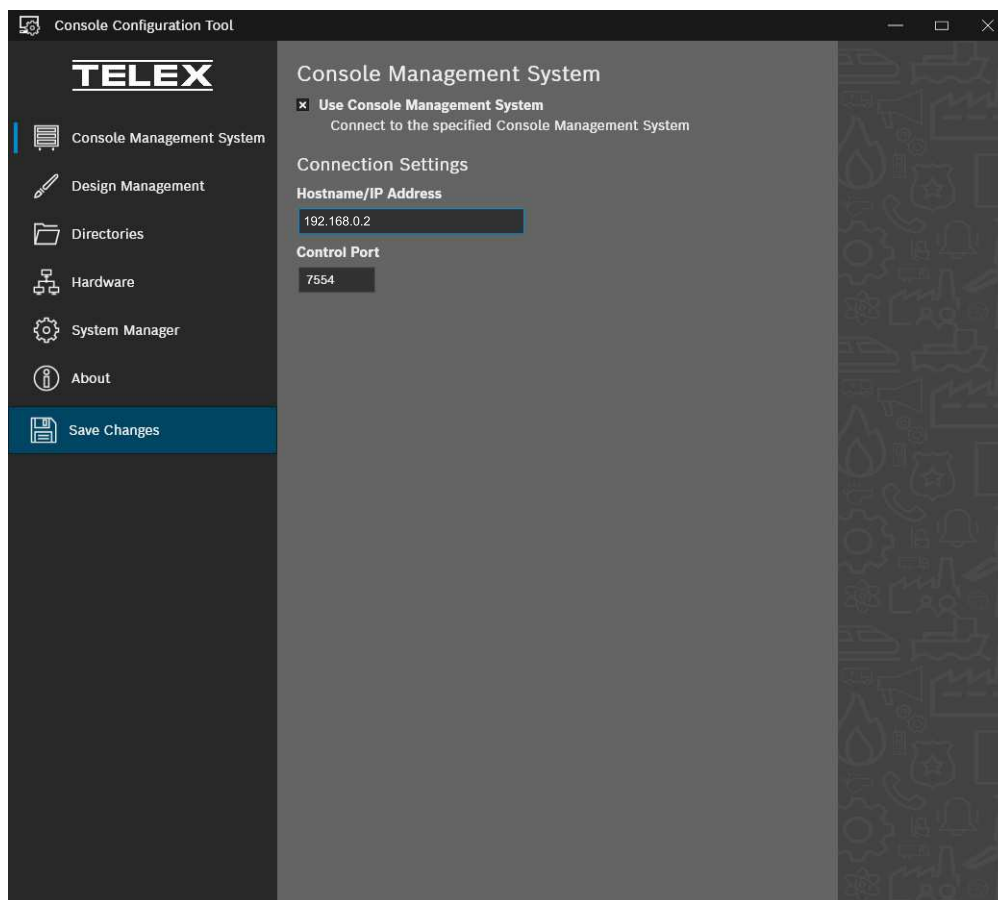 Console Configuration Tool
TELEX
Console Management System
Design Management
Directories
Hardware
System Manager
About
Save Changes
Console Management System
Use Console Management System
Connect to the specified Console Management System
Connection Settings
Hostname/IP Address
192.168.0.2
Control Port
7554